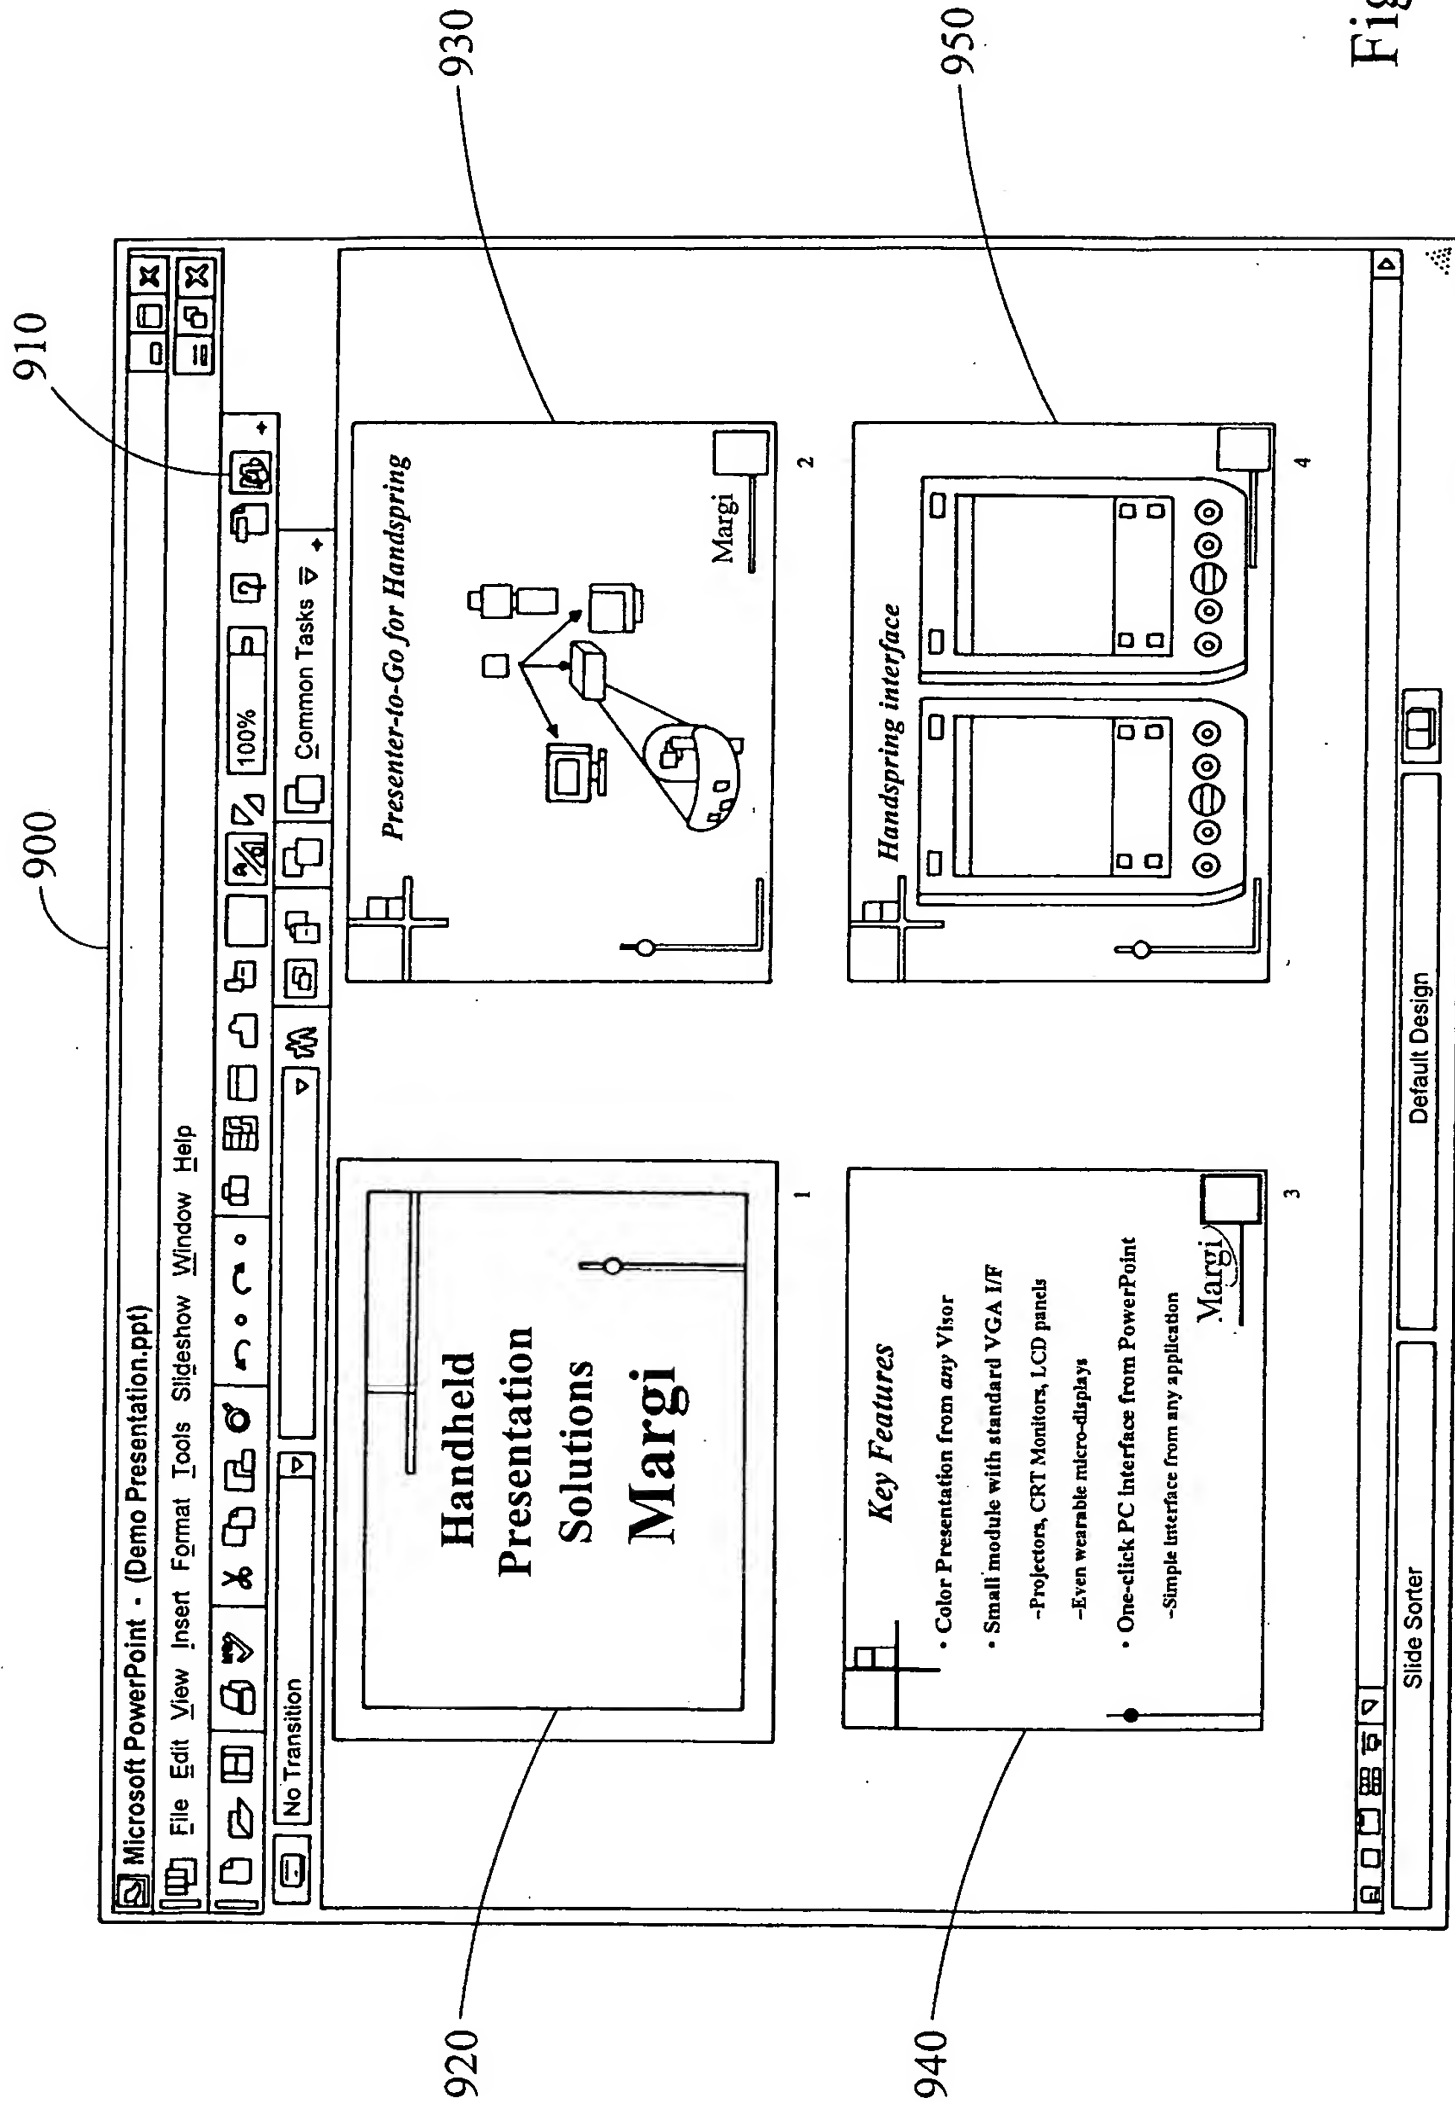 900
910
Microsoft PowerPoint - (Demo Presentation.ppt)
File Edit View Insert Format Tools Slideshow Window Help
100%
No Transition
Common Tasks
920
Handheld
Presentation
Solutions
Margi
1
930
Presenter-to-Go for Handspring
Margi
2
940
Key Features
• Color Presentation from any Visor
• Small module with standard VGA I/F
-Projectors, CRT Monitors, LCD panels
-Even wearable micro-displays
• One-click PC interface from PowerPoint
-Simple interface from any application
Margi
3
950
Handspring interface
4
Slide Sorter
Default Design